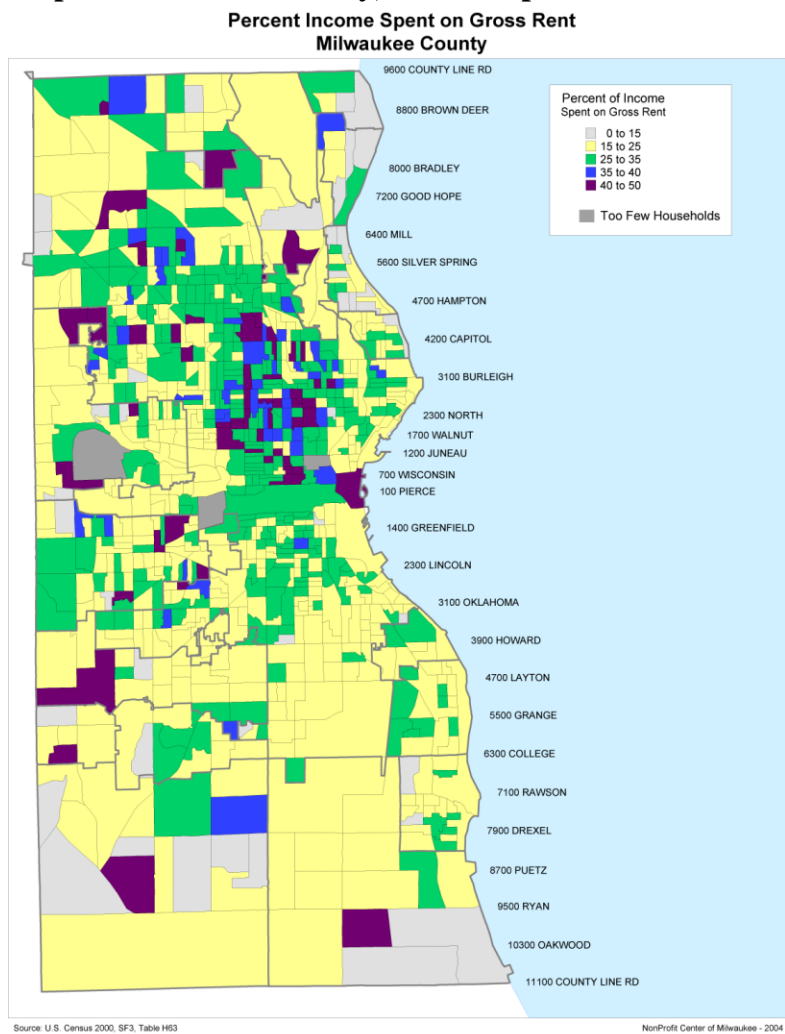 Percent Income Spent on Gross Rent
Milwaukee County
9600 COUNTY LINE RD
8800 BROWN DEER
8000 BRADLEY
7200 GOOD HOPE
6400 MILL
5600 SILVER SPRING
4700 HAMPTON
4200 CAPITOL
3100 BURLEIGH
2300 NORTH
1700 WALNUT
1200 JUNEAU
700 WISCONSIN
100 PIERCE
1400 GREENFIELD
2300 LINCOLN
3100 OKLAHOMA
3900 HOWARD
4700 LAYTON
5500 GRANGE
6300 COLLEGE
7100 RAWSON
7900 DREXEL
8700 PUETZ
9500 RYAN
10300 OAKWOOD
11100 COUNTY LINE RD
Percent of Income
Spent on Gross Rent
0 to 15
15 to 25
25 to 35
35 to 40
40 to 50
Too Few Households
Source: U.S. Census 2000, SF3, Table H63
NonProfit Center of Milwaukee - 2004